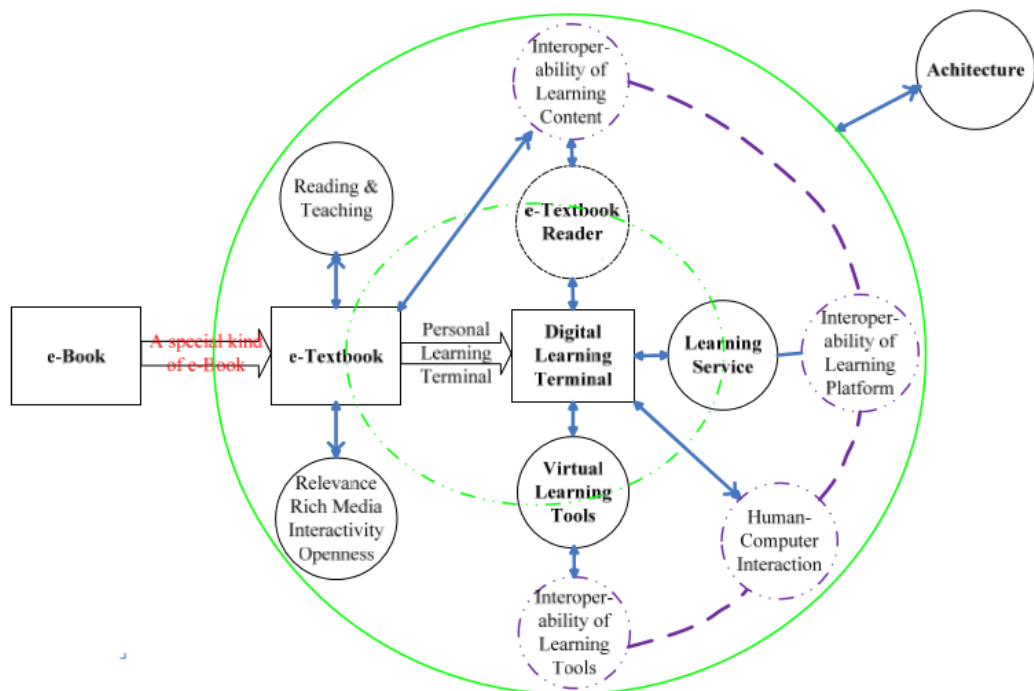 Interoper-
ability of
Learning
Content
Achitecture
Reading &
Teaching
e-Textbook
Reader
e-Book
A special kind
of e-Book
e-Textbook
Personal
Learning
Terminal
Digital
Learning
Terminal
Learning
Service
Interoper-
ability of
Learning
Platform
Relevance
Rich Media
Interactivity
Openness
Virtual
Learning
Tools
Human-
Computer
Interaction
Interoper-
ability of
Learning
Tools